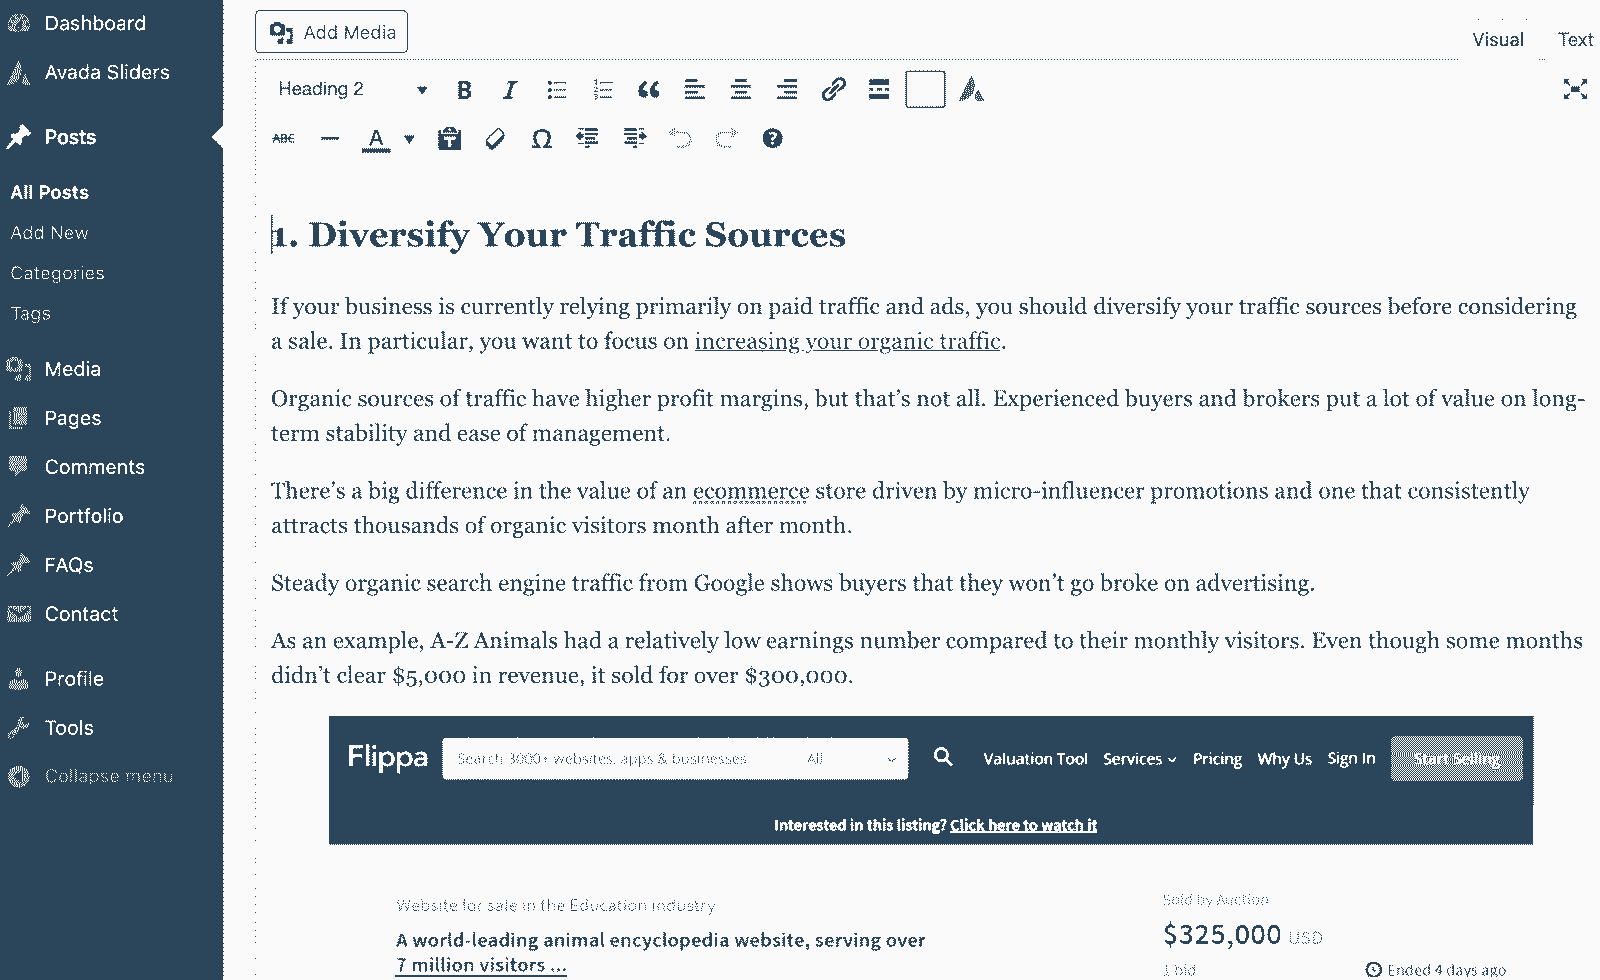 Dashboard
Avada Sliders
Posts
All Posts
Add New
Categories
Tags
Media
Pages
Comments
Portfolio
FAQs
Contact
Profile
Tools
Collapse menu
Add Media
Visual
Text
Heading 2
B
I
ABC
A
Ω
1. Diversify Your Traffic Sources
If your business is currently relying primarily on paid traffic and ads, you should diversify your traffic sources before considering
a sale. In particular, you want to focus on increasing your organic traffic.
Organic sources of traffic have higher profit margins, but that’s not all. Experienced buyers and brokers put a lot of value on long-
term stability and ease of management.
There’s a big difference in the value of an ecommerce store driven by micro-influencer promotions and one that consistently
attracts thousands of organic visitors month after month.
Steady organic search engine traffic from Google shows buyers that they won’t go broke on advertising.
As an example, A-Z Animals had a relatively low earnings number compared to their monthly visitors. Even though some months
didn’t clear $5,000 in revenue, it sold for over $300,000.
Flippa
Search 3000+ websites, apps & businesses
All
Valuation Tool
Services
Pricing
Why Us
Sign In
Start Selling
Interested in this listing? Click here to watch it
Website for sale in the Education industry
A world-leading animal encyclopedia website, serving over
7 million visitors ...
Sold by Auction
$325,000 USD
1 bid
Ended 4 days ago